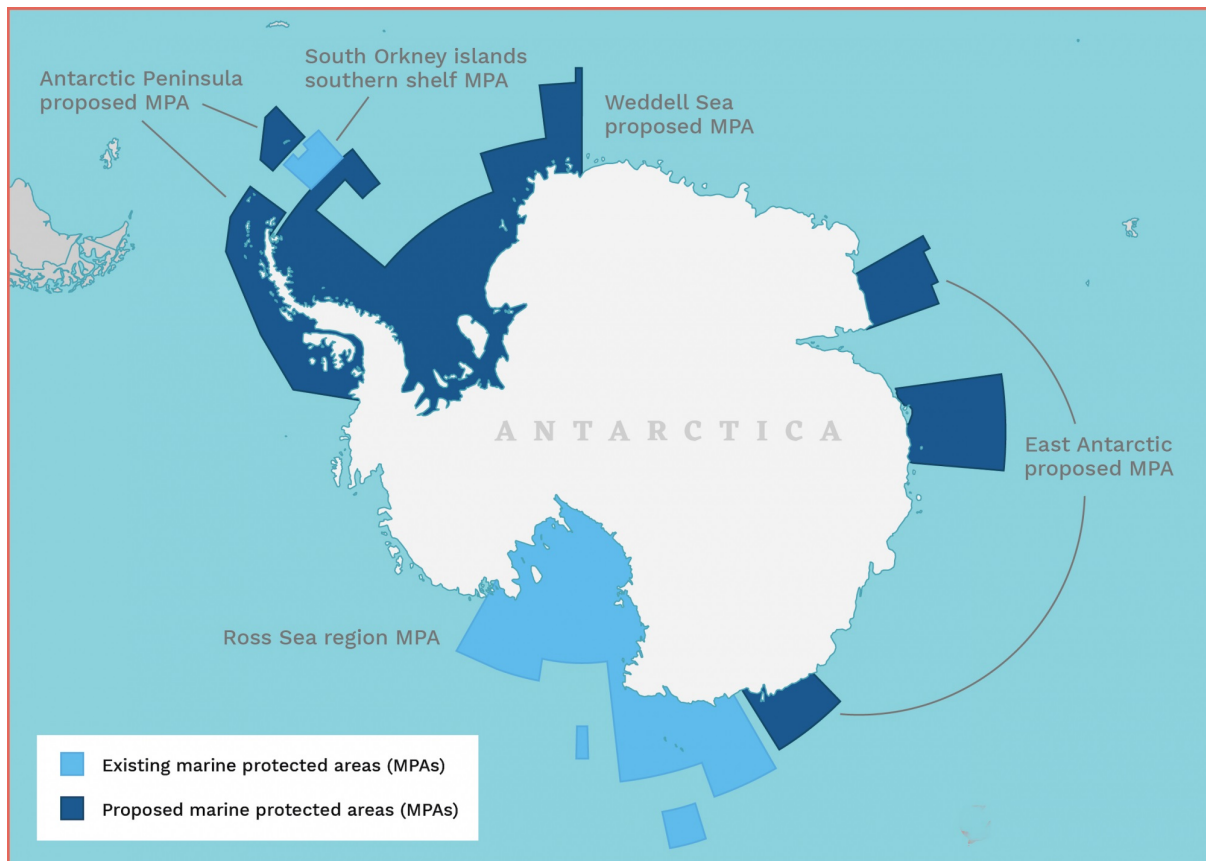 South Orkney islands
southern shelf MPA
Antarctic Peninsula
proposed MPA
Weddell Sea
proposed MPA
ANTARCTICA
East Antarctic
proposed MPA
Ross Sea region MPA
Existing marine protected areas (MPAs)
Proposed marine protected areas (MPAs)